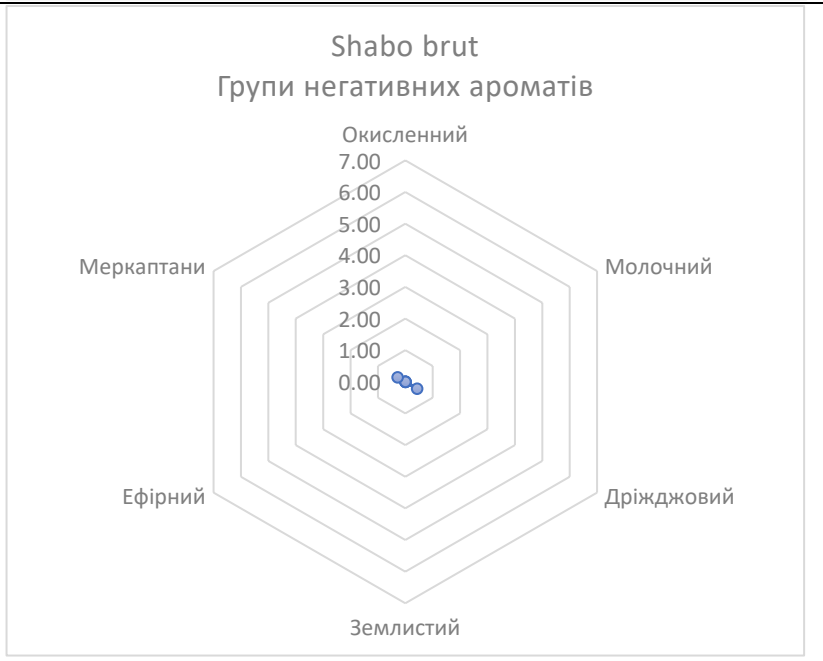 Shabo brut
Групи негативних ароматів
Окисленний
7.00
6.00
5.00
4.00
Меркаптани
Молочний
3.00
2.00
1.00
0.00
Ефірний
Дріжджовий
Землистий